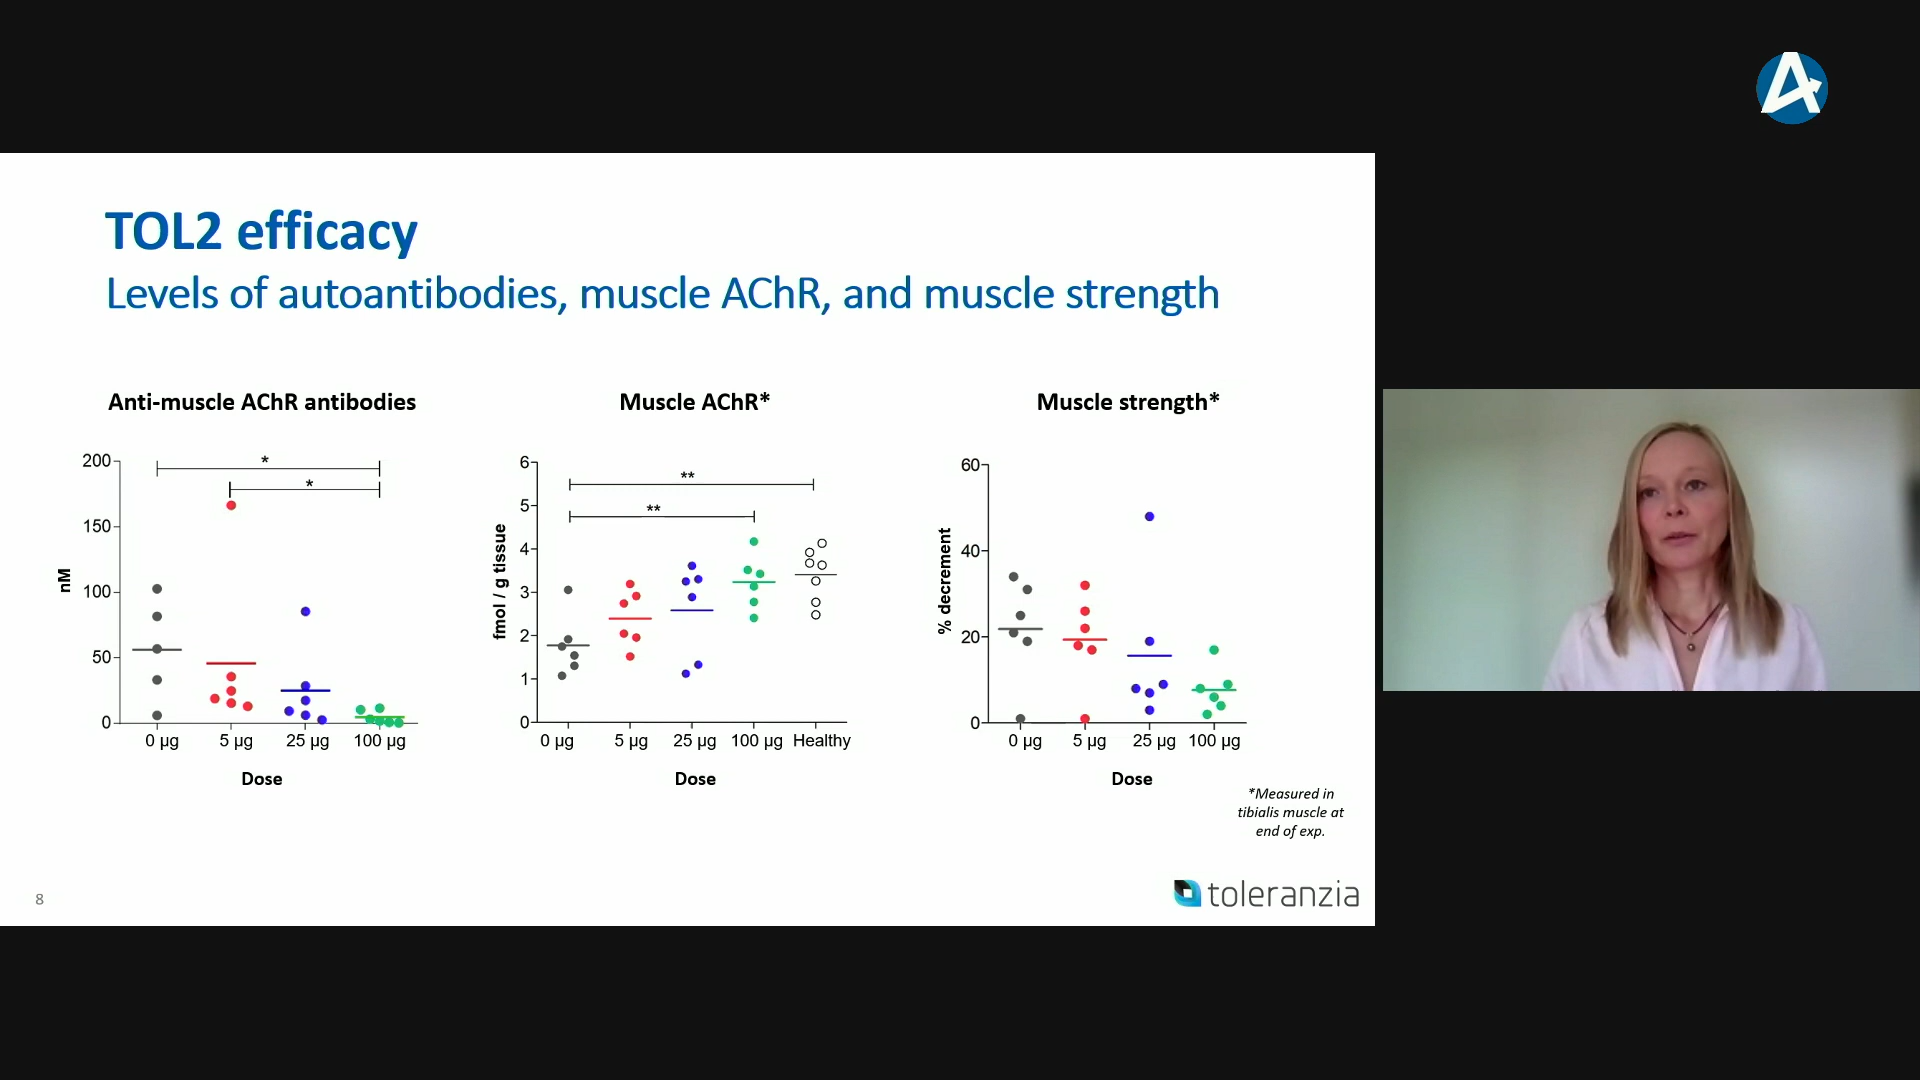 TOL2 efficacy
Levels of autoantibodies, muscle AChR, and muscle strength
Anti-muscle AChR antibodies
200
150
100
50
0
nM
*
*
0 µg 5 µg 25 µg 100 µg
Dose
Muscle AChR*
6
5
4
3
2
1
0
fmol / g tissue
**
**
0 µg 5 µg 25 µg 100 µg Healthy
Dose
Muscle strength*
60
40
20
0
% decrement
0 µg 5 µg 25 µg 100 µg
Dose
*Measured in
tibialis muscle at
end of exp.
8
toleranzia